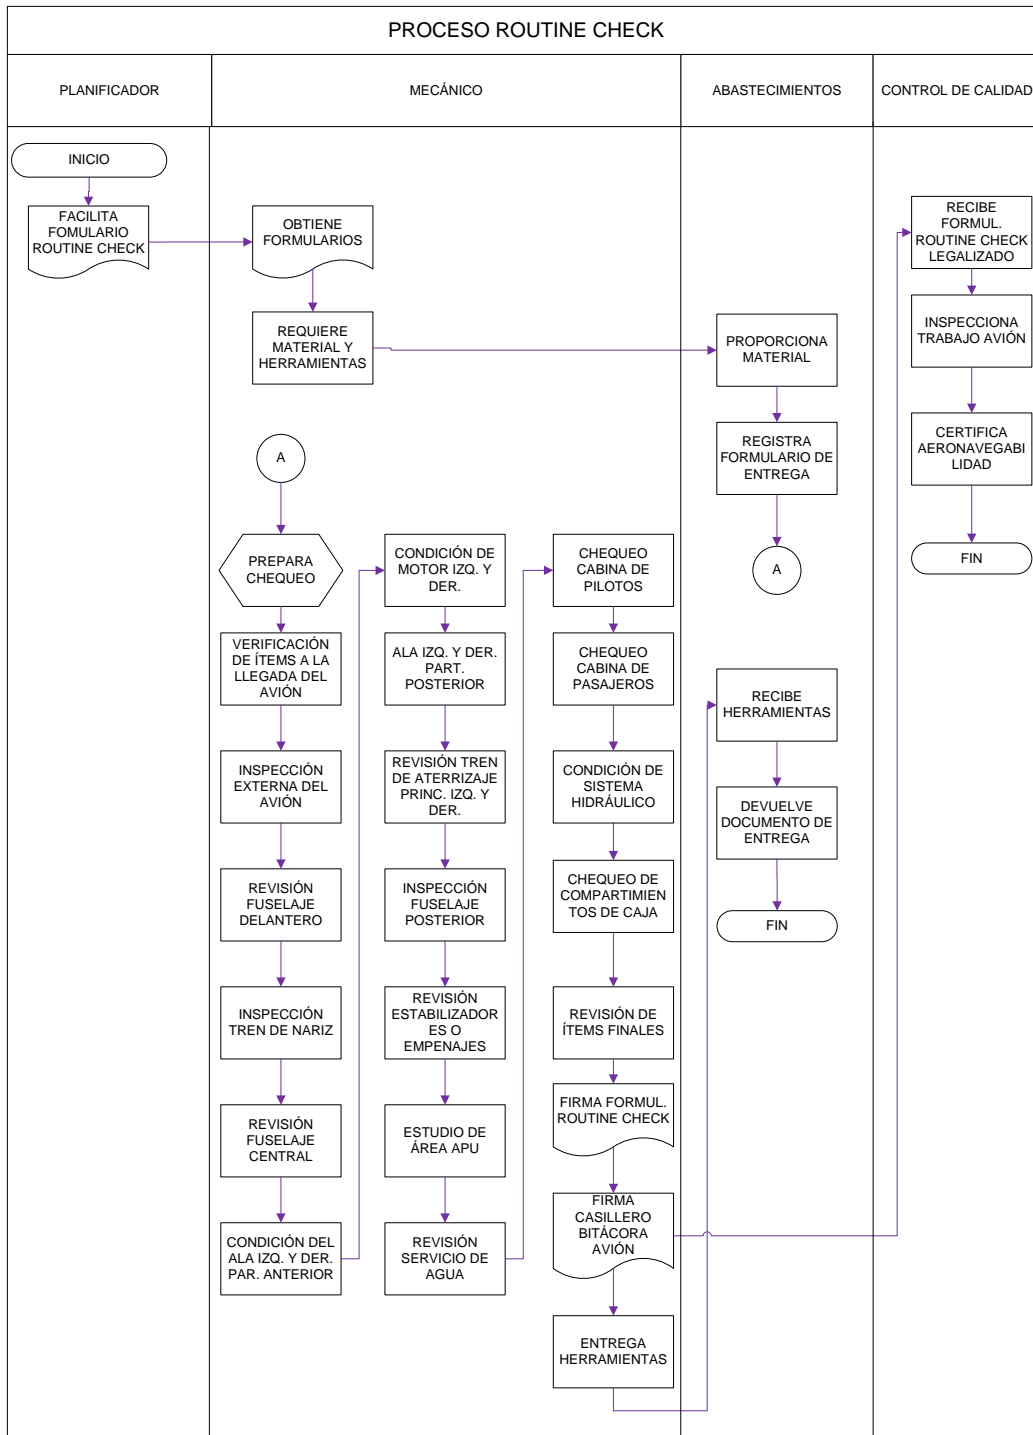 PROCESO ROUTINE CHECK
PLANIFICADOR
MECÁNICO
ABASTECIMIENTOS
CONTROL DE CALIDAD
INICIO
FACILITA
FOMULARIO
ROUTINE CHECK
OBTIENE
FORMULARIOS
REQUIERE
MATERIAL Y
HERRAMIENTAS
PROPORCIONA
MATERIAL
REGISTRA
FORMULARIO DE
ENTREGA
A
A
PREPARA
CHEQUEO
VERIFICACIÓN
DE ÍTEMS A LA
LLEGADA DEL
AVIÓN
INSPECCIÓN
EXTERNA DEL
AVIÓN
REVISIÓN
FUSELAJE
DELANTERO
INSPECCIÓN
TREN DE NARIZ
REVISIÓN
FUSELAJE
CENTRAL
CONDICIÓN DEL
ALA IZQ. Y DER.
PAR. ANTERIOR
CONDICIÓN DE
MOTOR IZQ. Y
DER.
ALA IZQ. Y DER.
PART.
POSTERIOR
REVISIÓN TREN
DE ATERRIZAJE
PRINC. IZQ. Y
DER.
INSPECCIÓN
FUSELAJE
POSTERIOR
REVISIÓN
ESTABILIZADOR
ES O
EMPENAJES
ESTUDIO DE
ÁREA APU
REVISIÓN
SERVICIO DE
AGUA
CHEQUEO
CABINA DE
PILOTOS
CHEQUEO
CABINA DE
PASAJEROS
CONDICIÓN DE
SISTEMA
HIDRÁULICO
CHEQUEO DE
COMPARTIMIEN
TOS DE CAJA
REVISIÓN DE
ÍTEMS FINALES
FIRMA FORMUL.
ROUTINE CHECK
FIRMA
CASILLERO
BITÁCORA
AVIÓN
ENTREGA
HERRAMIENTAS
RECIBE
HERRAMIENTAS
DEVUELVE
DOCUMENTO DE
ENTREGA
FIN
RECIBE
FORMUL.
ROUTINE CHECK
LEGALIZADO
INSPECCIONA
TRABAJO AVIÓN
CERTIFICA
AERONAVEGABI
LIDAD
FIN